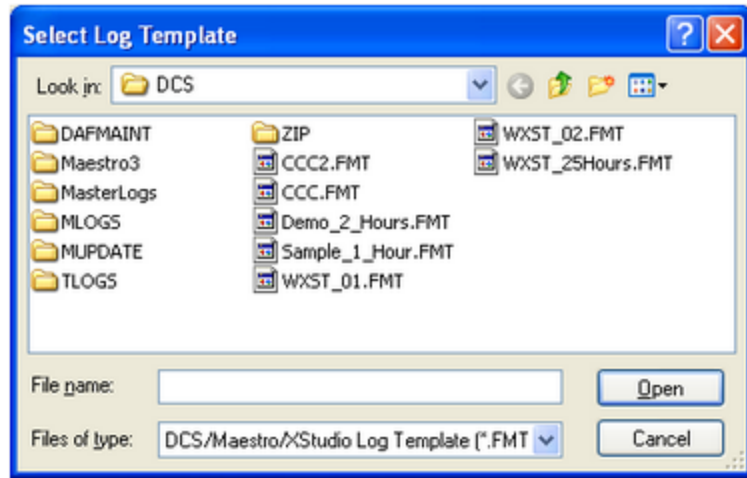 Select Log Template
Look in: DCS
DAFMAINT ZIP WXST_02.FMT
Maestro3 CCC2.FMT WXST_25Hours.FMT
MasterLogs CCC.FMT
MLOGS Demo_2_Hours.FMT
MUPDATE Sample_1_Hour.FMT
TLOGS WXST_01.FMT
File name: Open
Files of type: DCS/Maestro/XStudio Log Template (*.FMT Cancel